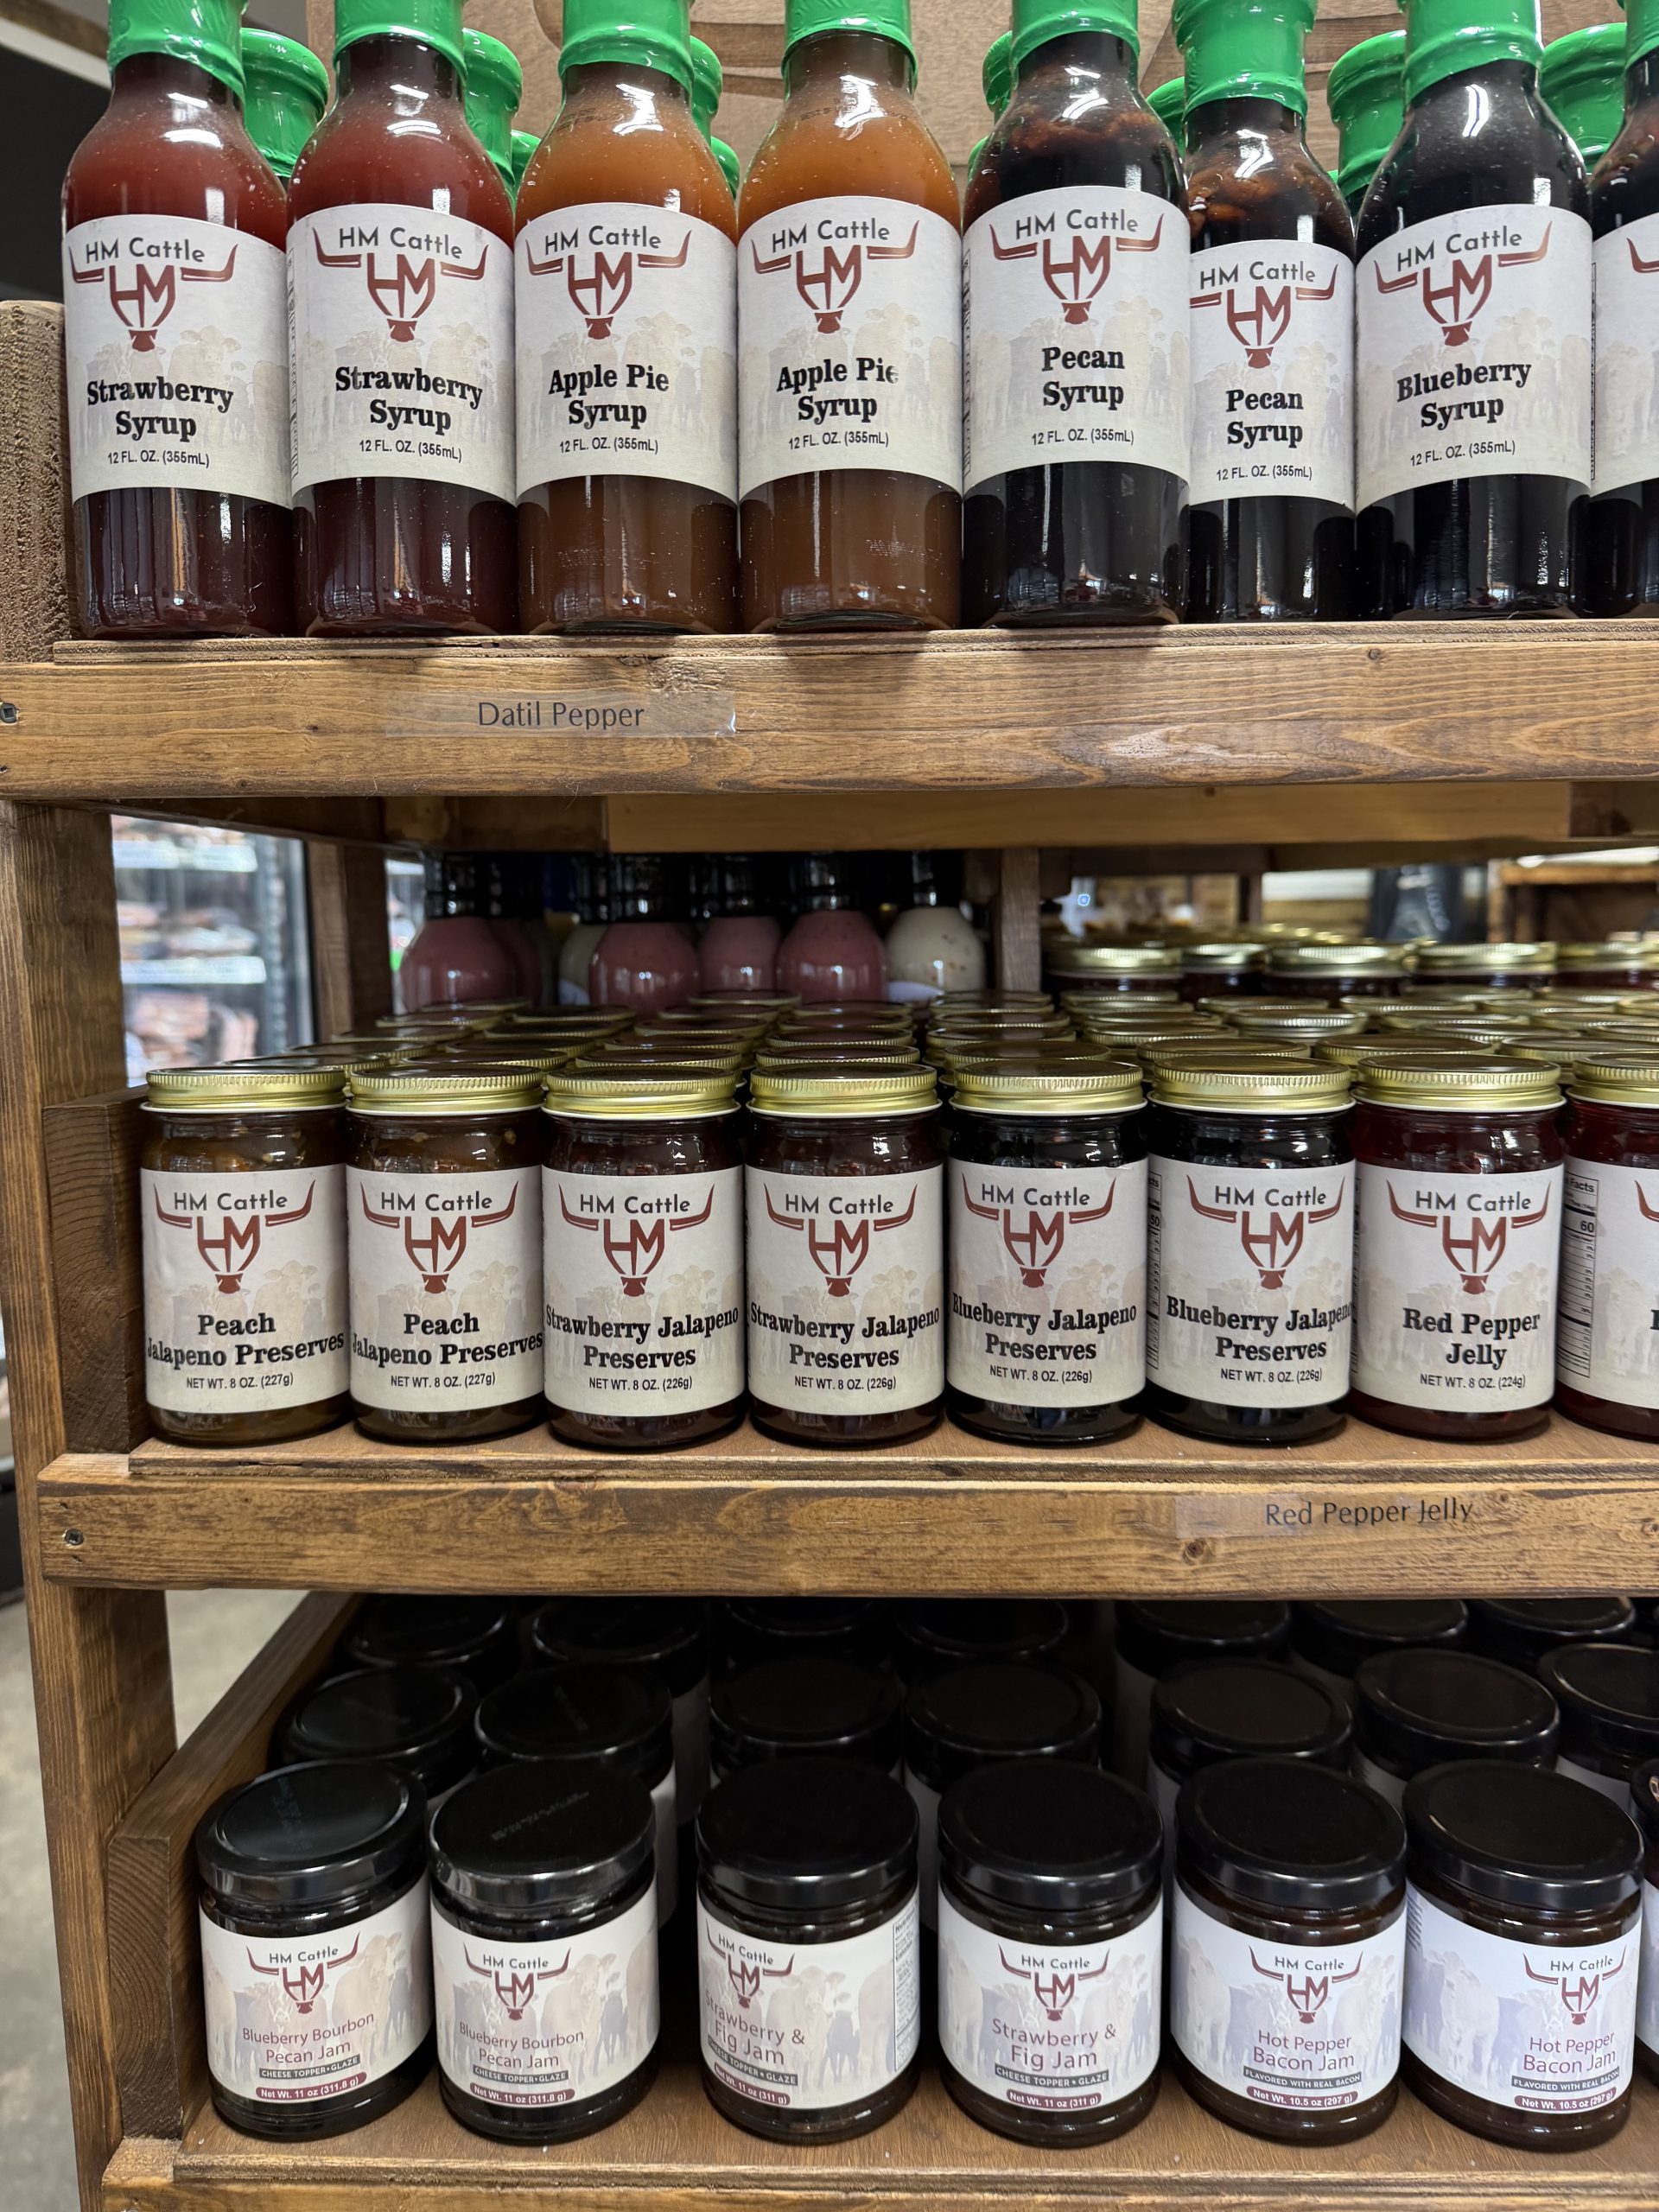 HM Cattle
HM
Strawberry
Syrup
12 FL. OZ. (355mL)
HM Cattle
HM
Strawberry
Syrup
12 FL. OZ. (355mL)
HM Cattle
HM
Apple Pie
Syrup
12 FL. OZ. (355mL)
HM Cattle
HM
Apple Pie
Syrup
12 FL. OZ. (355mL)
HM Cattle
HM
Pecan
Syrup
12 FL. OZ. (355mL)
HM Cattle
HM
Pecan
Syrup
12 FL. OZ. (355mL)
HM Cattle
HM
Blueberry
Syrup
12 FL. OZ. (355mL)
Datil Pepper
HM Cattle
HM
Peach
Jalapeno Preserves
NET WT. 8 OZ. (227g)
HM Cattle
HM
Peach
Jalapeno Preserves
NET WT. 8 OZ. (227g)
HM Cattle
HM
Strawberry Jalapeno
Preserves
NET WT. 8 OZ. (226g)
HM Cattle
HM
Strawberry Jalapeno
Preserves
NET WT. 8 OZ. (226g)
HM Cattle
HM
Blueberry Jalapeno
Preserves
NET WT. 8 OZ. (226g)
HM Cattle
HM
Blueberry Jalapeno
Preserves
NET WT. 8 OZ. (226g)
HM Cattle
HM
Red Pepper
Jelly
NET WT. 8 OZ. (224g)
Facts
60
Red Pepper Jelly
HM Cattle
HM
Blueberry Bourbon
Pecan Jam
CHEESE TOPPER•GLAZE
Net Wt. 11 oz (311.8 g)
HM Cattle
HM
Blueberry Bourbon
Pecan Jam
CHEESE TOPPER•GLAZE
Net Wt. 11 oz (311.8 g)
HM Cattle
HM
Strawberry &
Fig Jam
CHEESE TOPPER•GLAZE
Net Wt. 11 oz (311 g)
HM Cattle
HM
Strawberry &
Fig Jam
CHEESE TOPPER•GLAZE
Net Wt. 11 oz (311 g)
HM Cattle
HM
Hot Pepper
Bacon Jam
FLAVORED WITH REAL BACON
Net Wt. 10.5 oz (297 g)
HM Cattle
HM
Hot Pepper
Bacon Jam
FLAVORED WITH REAL BACON
Net Wt. 10.5 oz (297 g)